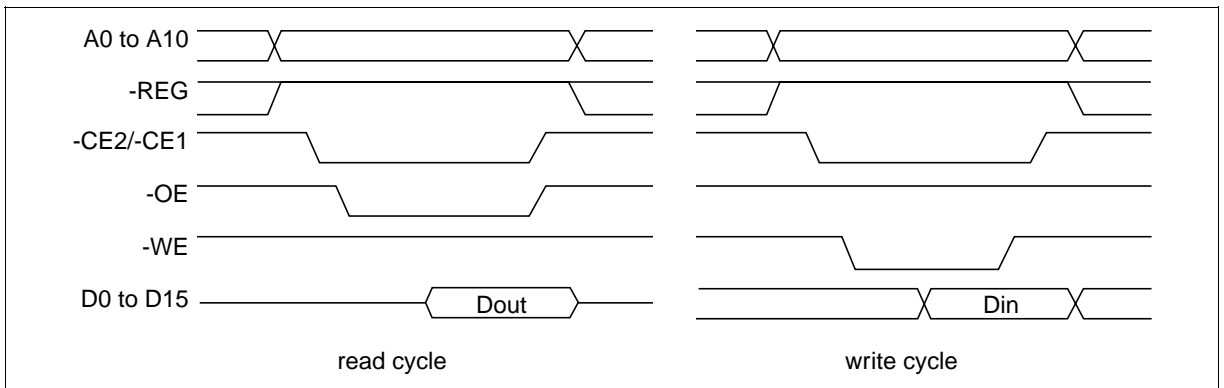 A0 to A10
-REG
-CE2/-CE1
-OE
-WE
D0 to D15
Dout
Din
read cycle
write cycle